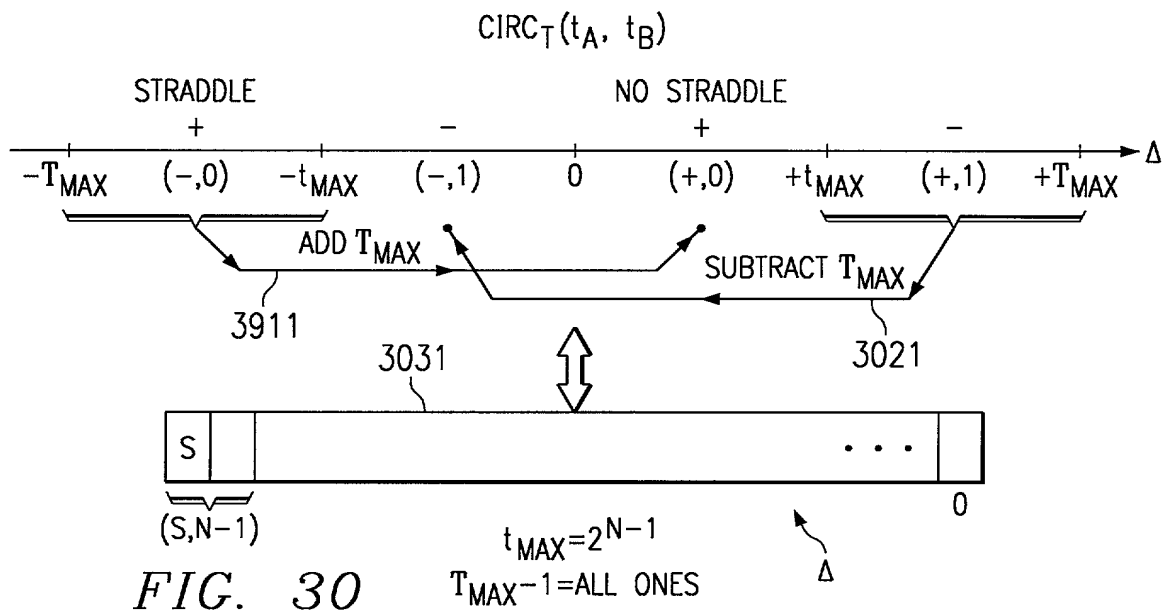 CIRC_T(t_A, t_B)
STRADDLE NO STRADDLE
+ - + -
-T_MAX (-,0) -t_MAX (-,1) 0 (+,0) +t_MAX (+,1) +T_MAX Δ
ADD T_MAX
SUBTRACT T_MAX
3911 3021
3031
S • • •
(S,N-1) 0
t_MAX=2^{N-1}
T_MAX-1=ALL ONES Δ
FIG. 30